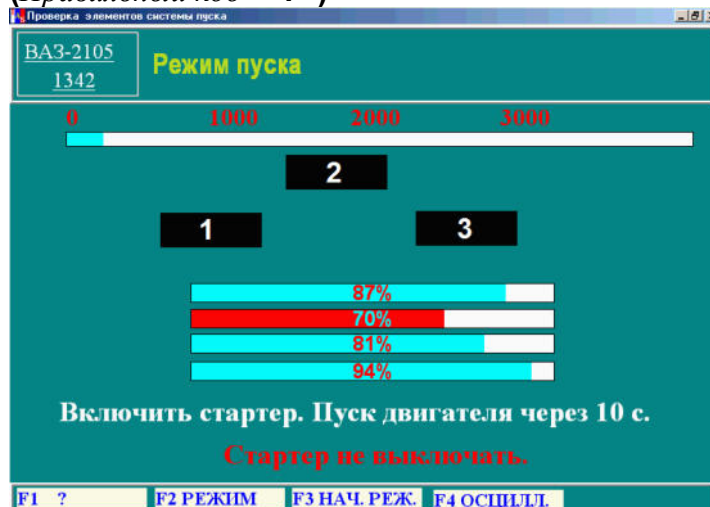 Проверка элементов системы пуска
ВАЗ-2105
1342
Режим пуска
0 1000 2000 3000
2
1 3
87%
70%
81%
94%
Включить стартер. Пуск двигателя через 10 с.
Стартер не выключать.
F1 ? F2 РЕЖИМ F3 НАЧ. РЕЖ. F4 ОСЦИЛЛ.